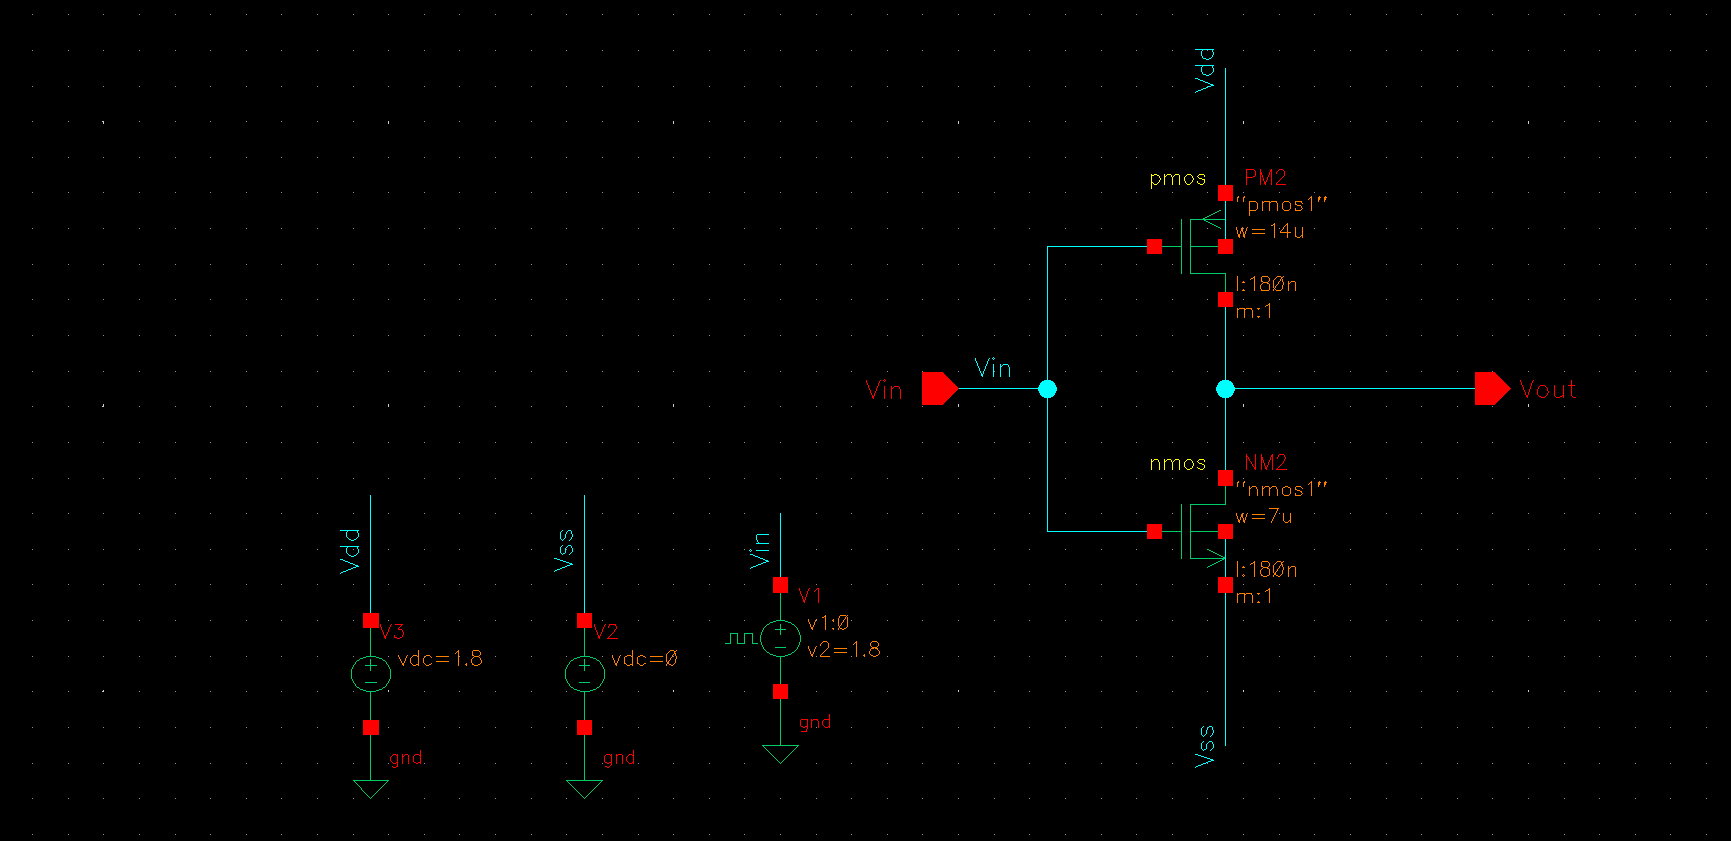 Vdd
pmos
PM2
"pmos1"
w=14u
l:180n
m:1
Vin
Vin
Vout
nmos
NM2
"nmos1"
w=7u
l:180n
m:1
Vss
Vdd
V3
vdc=1.8
gnd
Vss
V2
vdc=0
gnd
Vin
V1
v1:0
v2=1.8
gnd